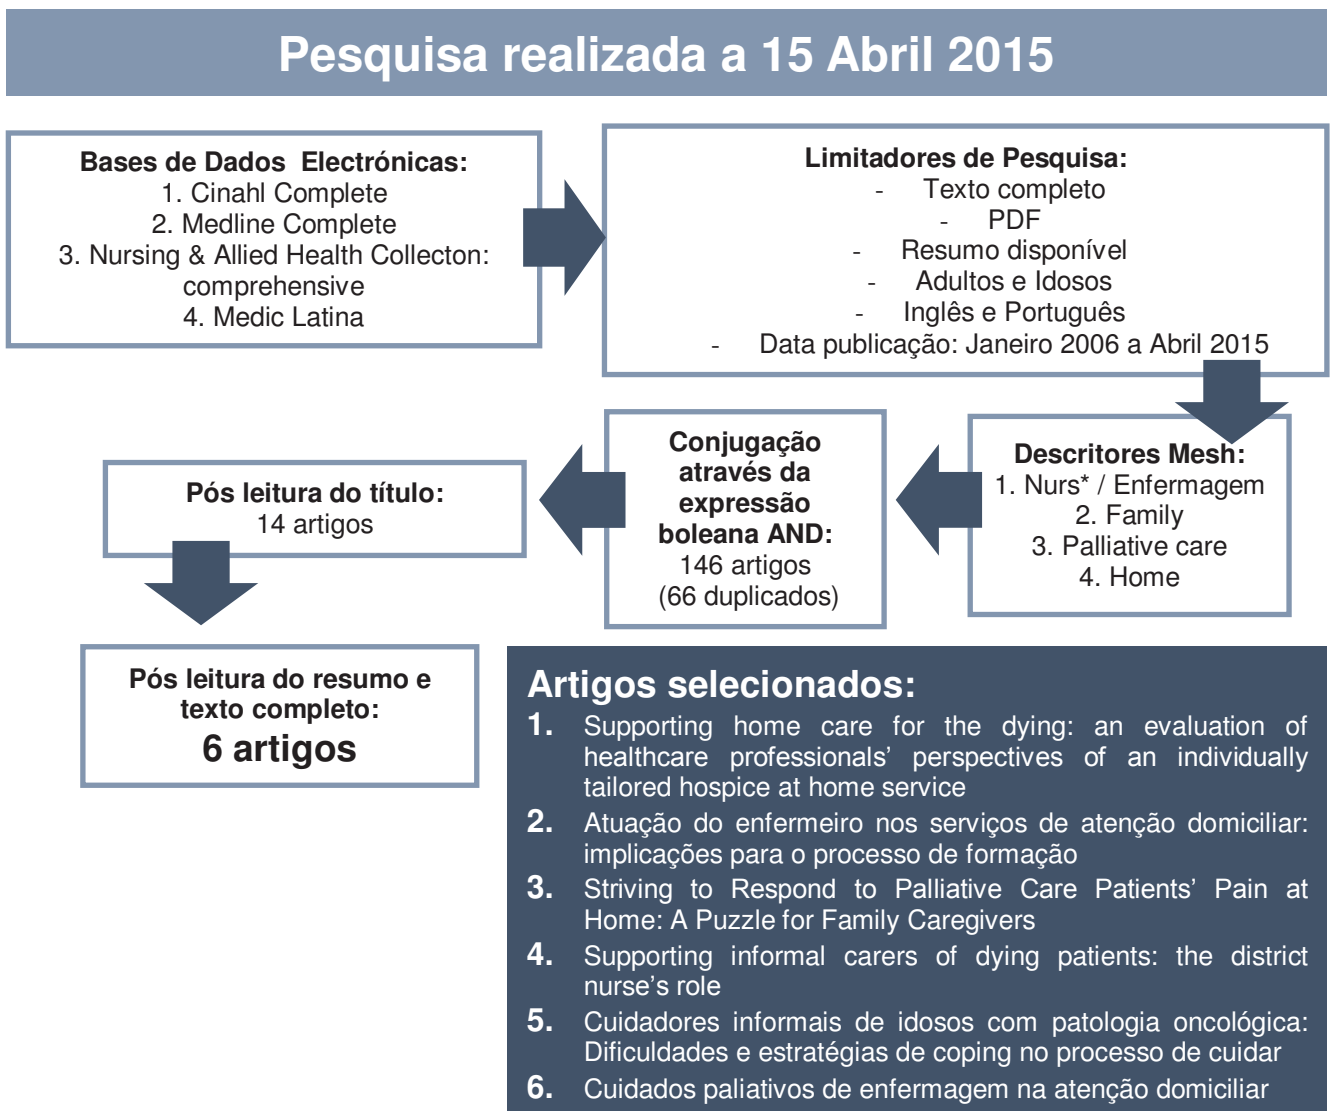 Pesquisa realizada a 15 Abril 2015
Bases de Dados Electrónicas:
1. Cinahl Complete
2. Medline Complete
3. Nursing & Allied Health Collecton:
comprehensive
4. Medic Latina
Limitadores de Pesquisa:
- Texto completo
- PDF
- Resumo disponível
- Adultos e Idosos
- Inglês e Português
- Data publicação: Janeiro 2006 a Abril 2015
Descritores Mesh:
1. Nurs* / Enfermagem
2. Family
3. Palliative care
4. Home
Conjugação
através da
expressão
boleana AND:
146 artigos
(66 duplicados)
Pós leitura do título:
14 artigos
Pós leitura do resumo e
texto completo:
6 artigos
Artigos selecionados:
1. Supporting home care for the dying: an evaluation of
healthcare professionals’ perspectives of an individually
tailored hospice at home service
2. Atuação do enfermeiro nos serviços de atenção domiciliar:
implicações para o processo de formação
3. Striving to Respond to Palliative Care Patients’ Pain at
Home: A Puzzle for Family Caregivers
4. Supporting informal carers of dying patients: the district
nurse’s role
5. Cuidadores informais de idosos com patologia oncológica:
Dificuldades e estratégias de coping no processo de cuidar
6. Cuidados paliativos de enfermagem na atenção domiciliar